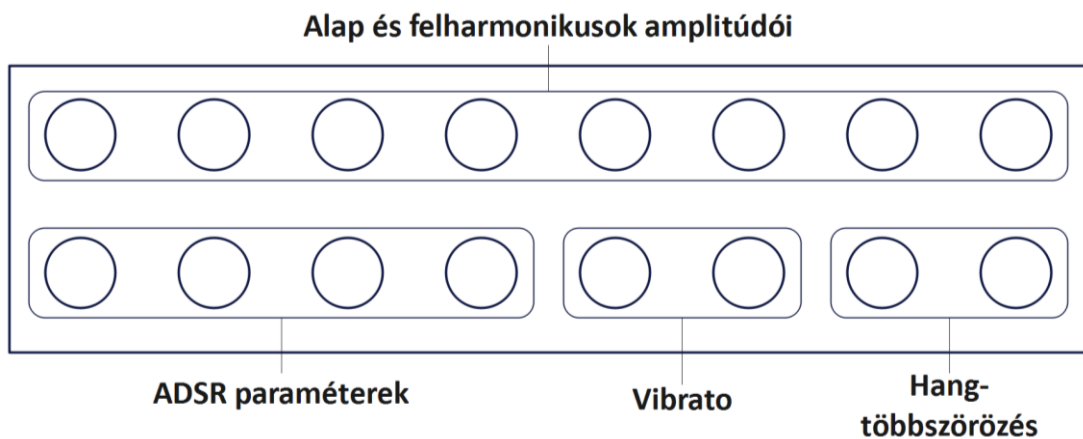 Alap és felharmonikusok amplitúdói
ADSR paraméterek
Vibrato
Hang-
többszörözés